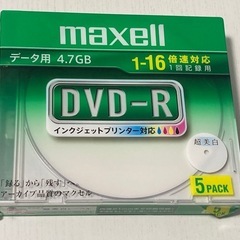 maxell
データ用 4.7GB
1-16 倍速対応
1回記録用
DVD-R
インクジェットプリンター対応
超美白
「録る」から「残す」へ。
アーカイブ品質のマクセル
5PACK